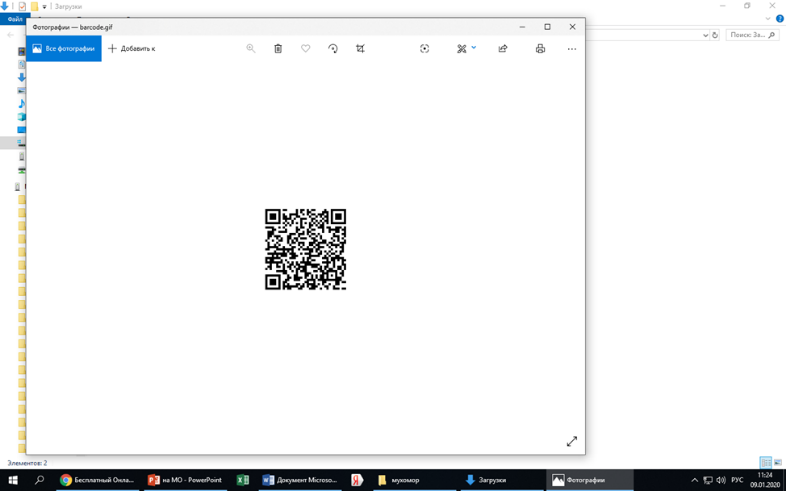 Загрузки
Файл
Фотографии — barcode.gif
Все фотографии
Добавить к
Поиск: За...
Элементов: 2
Бесплатный Онла...
на МО - PowerPoint
Документ Microso...
мухомор
Загрузки
Фотографии
РУС
11:24
09.01.2020